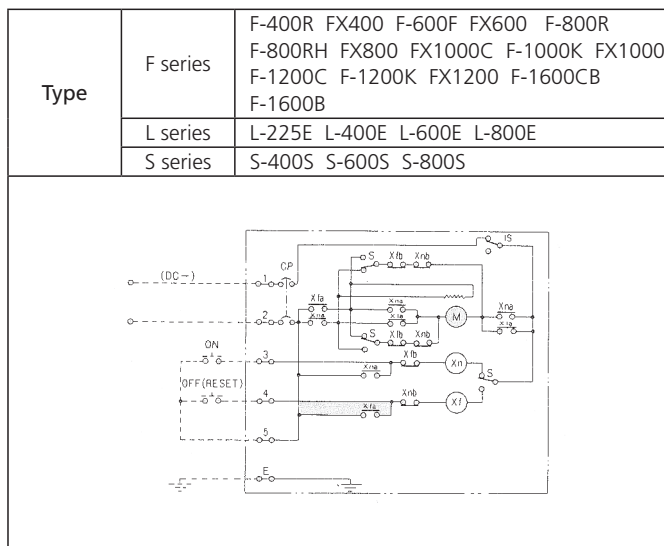 Type
F series
F-400R FX400 F-600F FX600 F-800R
F-800RH FX800 FX1000C F-1000K FX1000
F-1200C F-1200K FX1200 F-1600CB
F-1600B
L series
L-225E L-400E L-600E L-800E
S series
S-400S S-600S S-800S
IS
S Xfb Xnb
(DC−)
1
CP
Xfa
Xna
Xna
Xfa
M
Xna
Xfa
2
Xna
S
Xfb
Xnb
ON
3
Xfb
Xn
S
Xna
OFF(RESET)
4
Xnb
Xf
Xfa
5
E